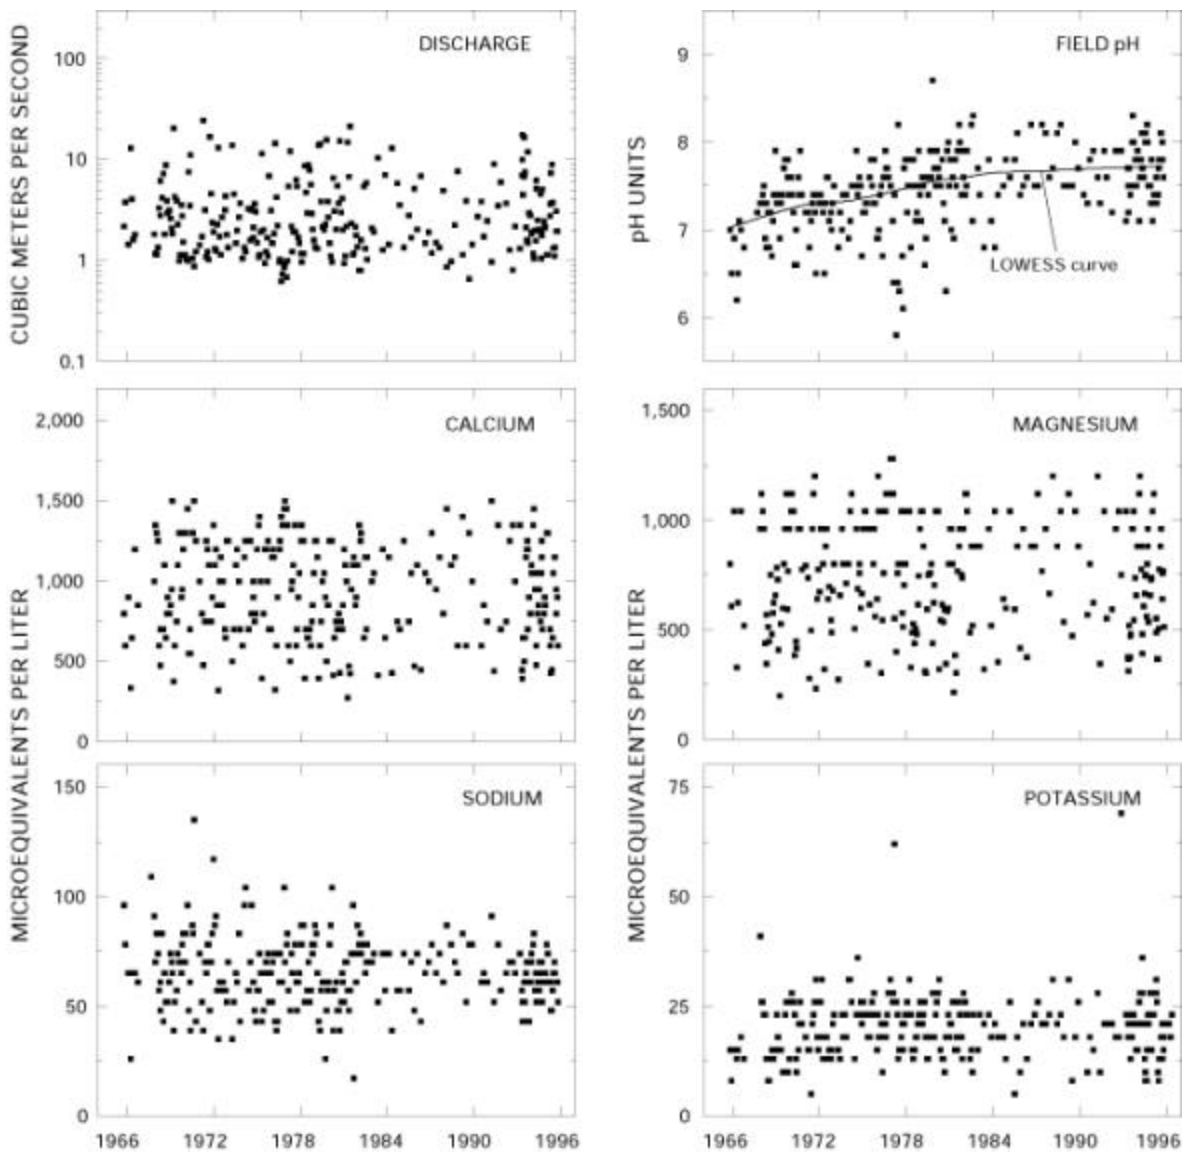 DISCHARGE
CUBIC METERS PER SECOND
100
10
1
0.1
FIELD pH
pH UNITS
9
8
7
6
LOWESS curve
CALCIUM
2,000
1,500
1,000
500
0
MAGNESIUM
1,500
1,000
500
0
MICROEQUIVALENTS PER LITER
MICROEQUIVALENTS PER LITER
SODIUM
150
100
50
0
1966 1972 1978 1984 1990 1996
POTASSIUM
75
50
25
0
1966 1972 1978 1984 1990 1996